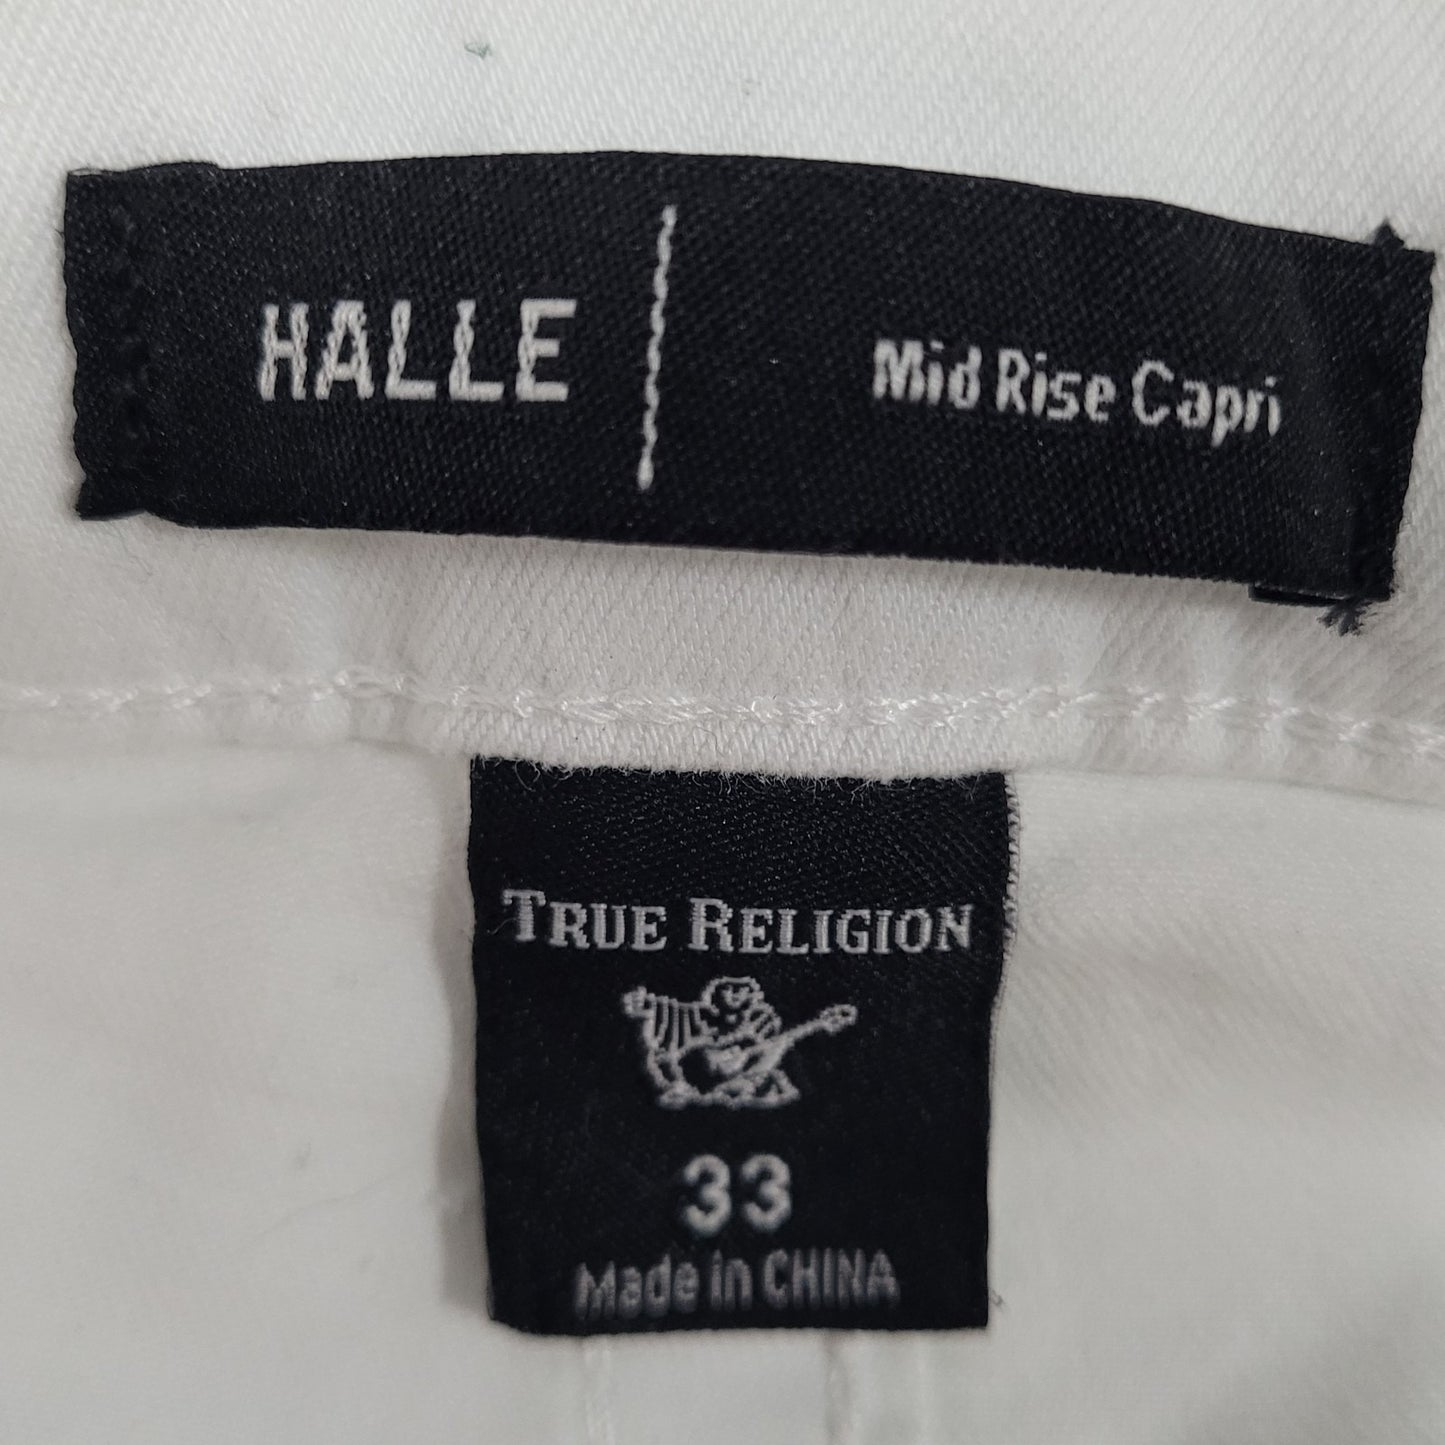 HALLE
Mid Rise Capri
TRUE RELIGION
33
Made in CHINA